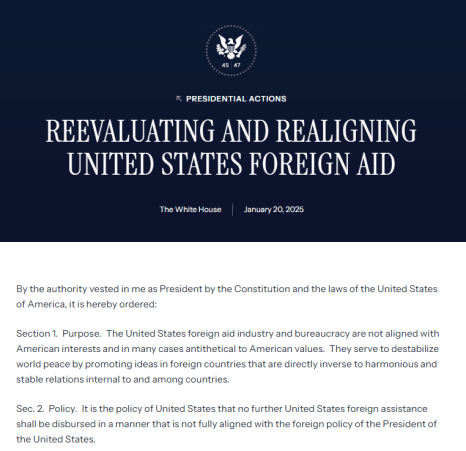 45 47
PRESIDENTIAL ACTIONS
REEVALUATING AND REALIGNING
UNITED STATES FOREIGN AID
The White House January 20, 2025
By the authority vested in me as President by the Constitution and the laws of the United States
of America, it is hereby ordered:
Section 1.  Purpose.  The United States foreign aid industry and bureaucracy are not aligned with
American interests and in many cases antithetical to American values.  They serve to destabilize
world peace by promoting ideas in foreign countries that are directly inverse to harmonious and
stable relations internal to and among countries.
Sec. 2.  Policy.  It is the policy of United States that no further United States foreign assistance
shall be disbursed in a manner that is not fully aligned with the foreign policy of the President of
the United States.